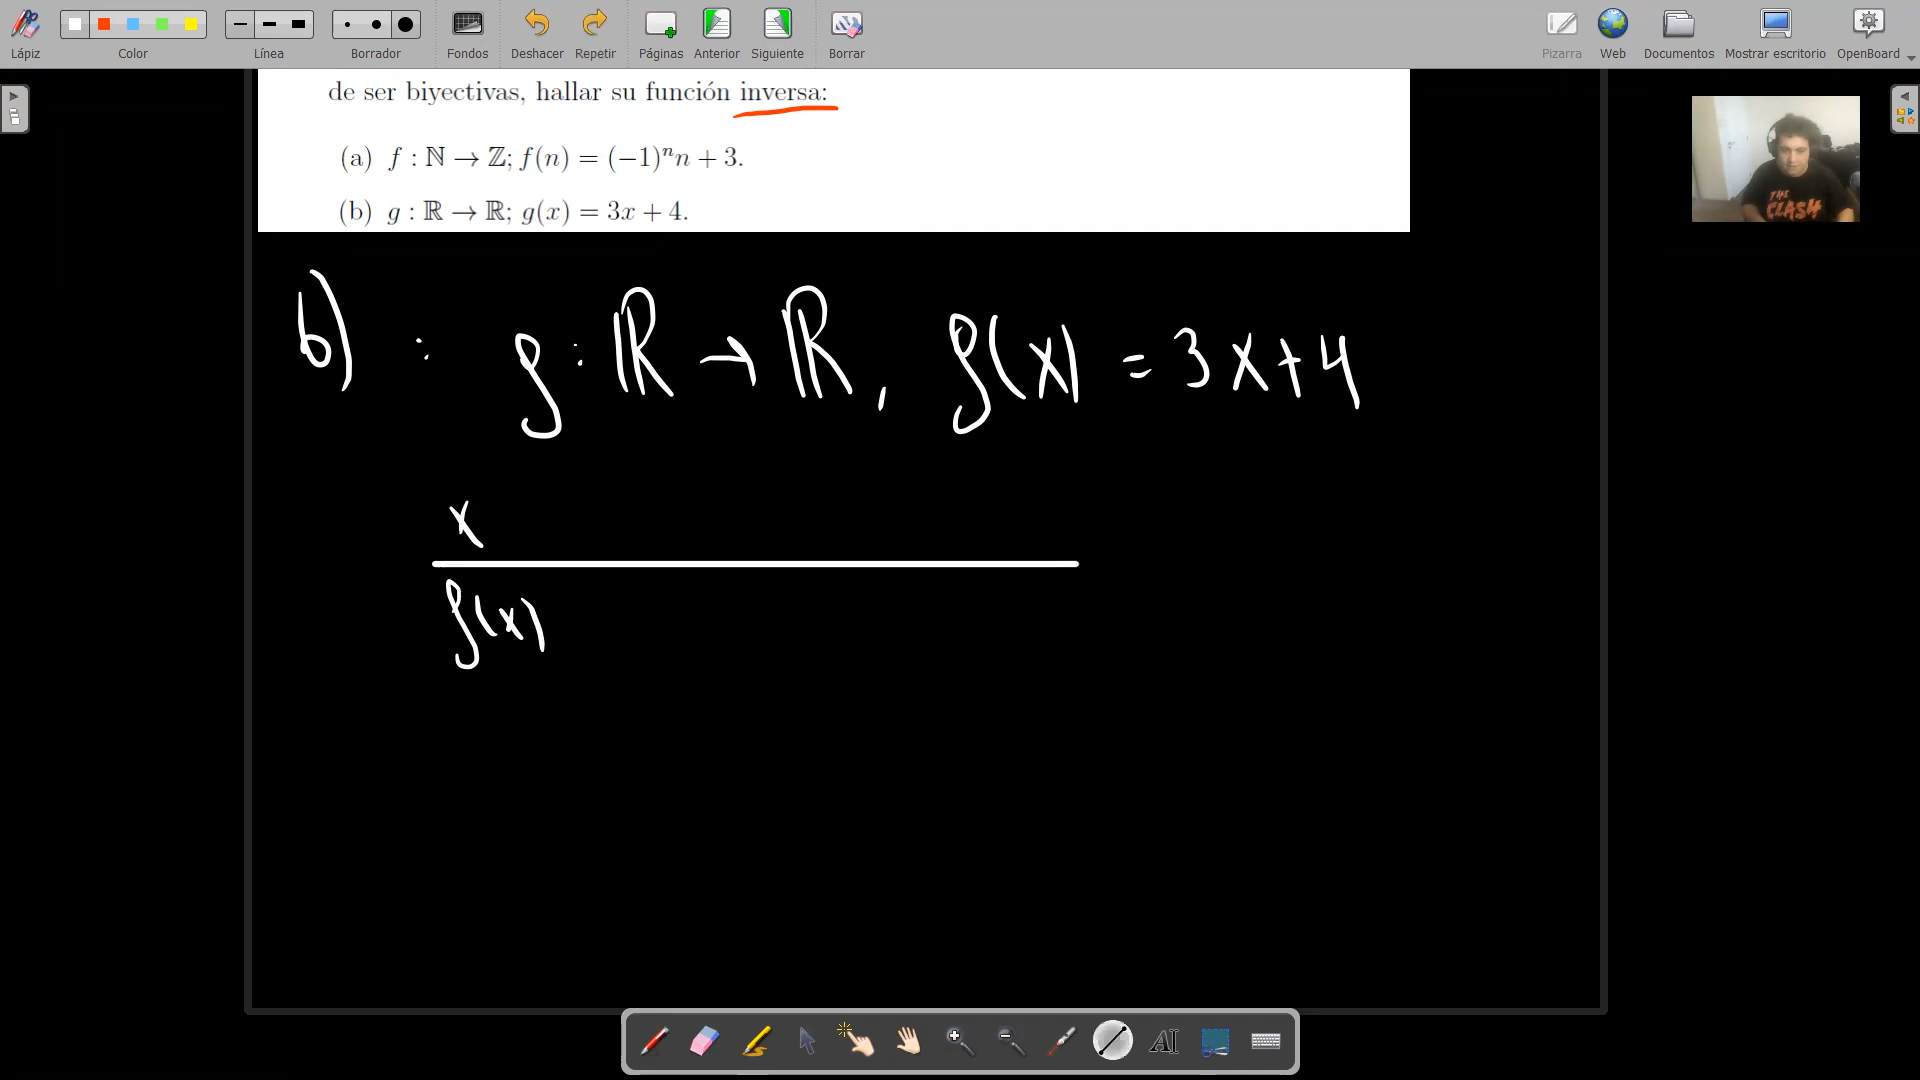 Lápiz Color Línea Borrador Fondos Deshacer Repetir Páginas Anterior Siguiente Borrar Pizarra Web Documentos Mostrar escritorio OpenBoard
de ser biyectivas, hallar su función inversa:
(a) f : ℕ → ℤ; f(n) = (−1)ⁿn + 3.
(b) g : ℝ → ℝ; g(x) = 3x + 4.
THE
CLASH
b) : g : ℝ → ℝ, g(x) = 3x+4
x
g(x)
AI